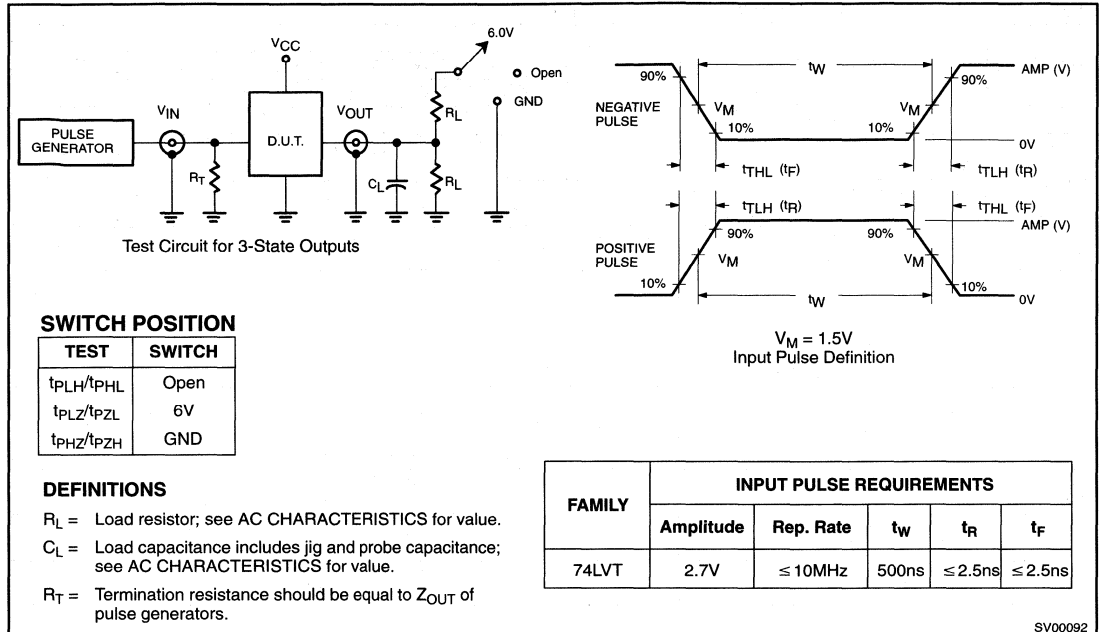 6.0V
VCC
Open
GND
RL
VIN
VOUT
PULSE
GENERATOR
D.U.T.
RT
CL
RL
Test Circuit for 3-State Outputs
tW
AMP (V)
90%
90%
NEGATIVE
PULSE
VM
VM
10%
10%
0V
tTHL (tF)
tTLH (tR)
tTLH (tR)
tTHL (tF)
AMP (V)
90%
90%
POSITIVE
PULSE
VM
VM
10%
10%
tW
0V
VM = 1.5V
Input Pulse Definition
SWITCH POSITION
TEST SWITCH
tPLH/tPHL Open
tPLZ/tPZL 6V
tPHZ/tPZH GND
DEFINITIONS
RL = Load resistor; see AC CHARACTERISTICS for value.
CL = Load capacitance includes jig and probe capacitance;
see AC CHARACTERISTICS for value.
RT = Termination resistance should be equal to ZOUT of
pulse generators.
FAMILY INPUT PULSE REQUIREMENTS
Amplitude Rep. Rate tW tR tF
74LVT 2.7V ≤10MHz 500ns ≤2.5ns ≤2.5ns
SV00092